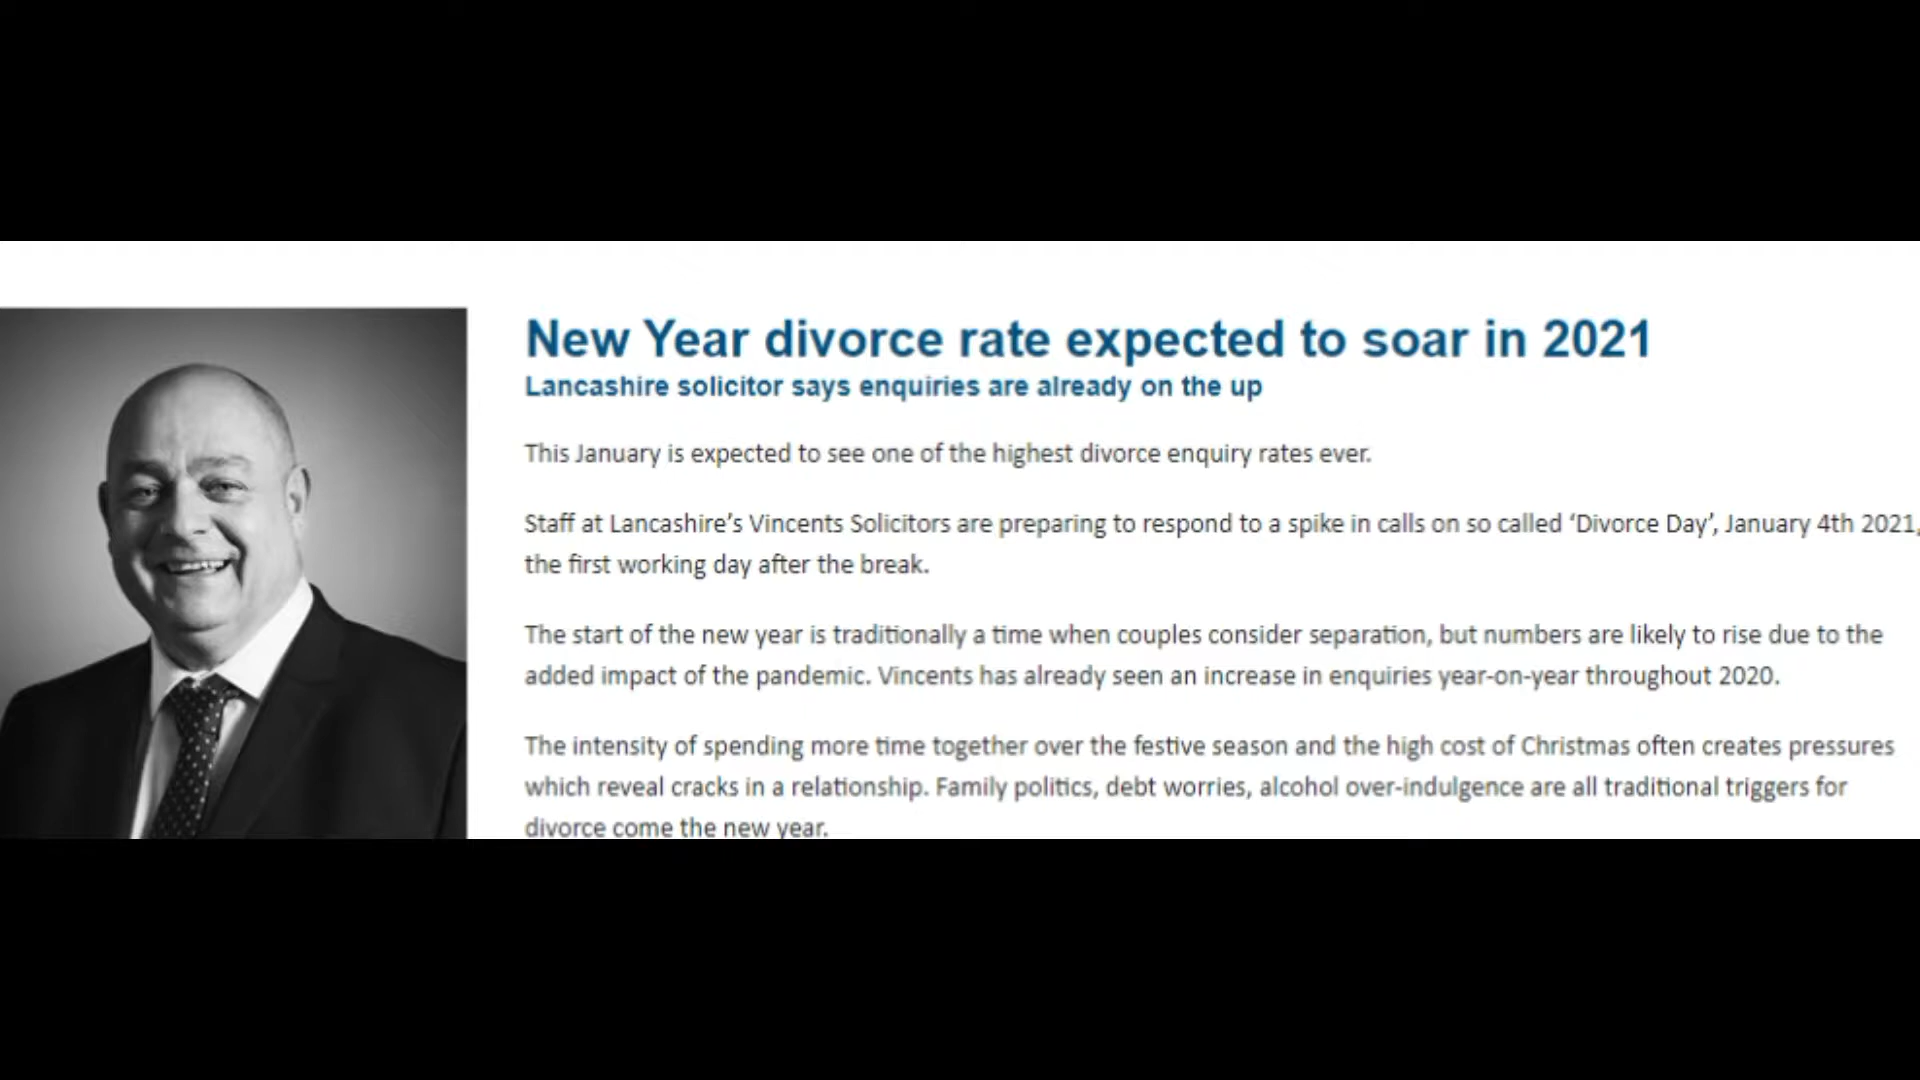 New Year divorce rate expected to soar in 2021
Lancashire solicitor says enquiries are already on the up
This January is expected to see one of the highest divorce enquiry rates ever.
Staff at Lancashire’s Vincents Solicitors are preparing to respond to a spike in calls on so called ‘Divorce Day’, January 4th 2021,
the first working day after the break.
The start of the new year is traditionally a time when couples consider separation, but numbers are likely to rise due to the
added impact of the pandemic. Vincents has already seen an increase in enquiries year-on-year throughout 2020.
The intensity of spending more time together over the festive season and the high cost of Christmas often creates pressures
which reveal cracks in a relationship. Family politics, debt worries, alcohol over-indulgence are all traditional triggers for
divorce come the new year.